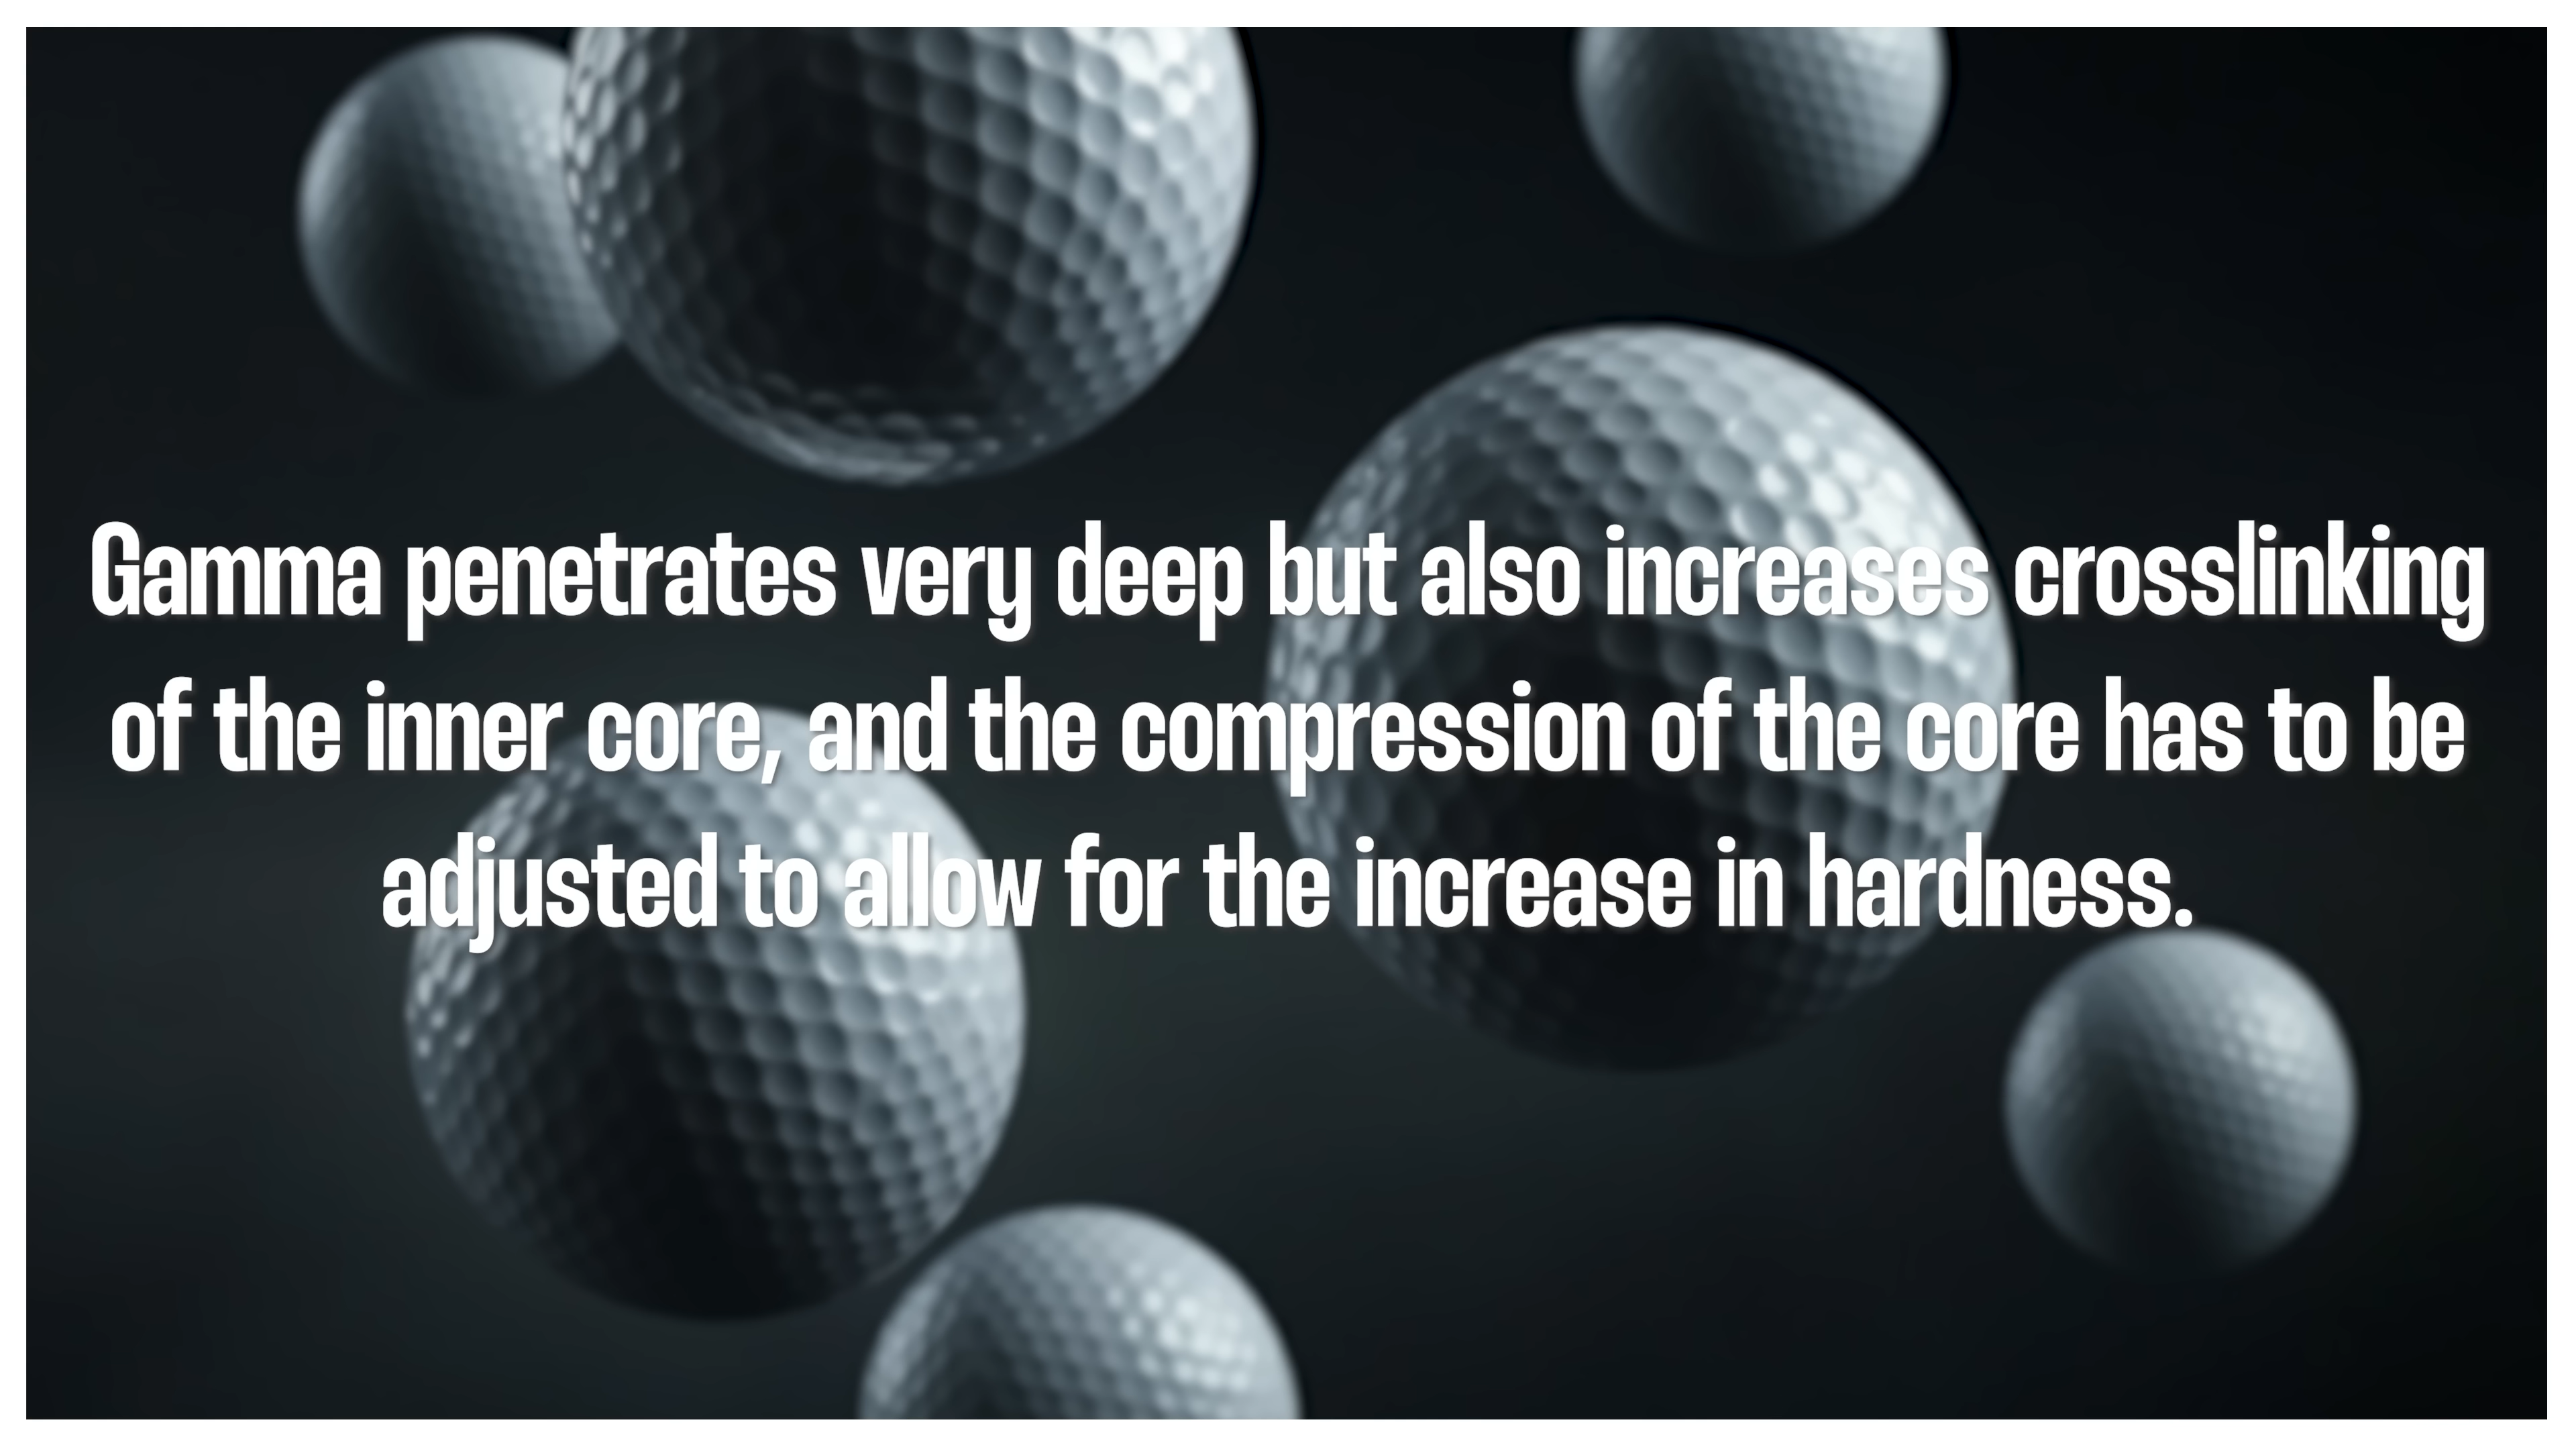 Gamma penetrates very deep but also increases crosslinking
of the inner core, and the compression of the core has to be
adjusted to allow for the increase in hardness.